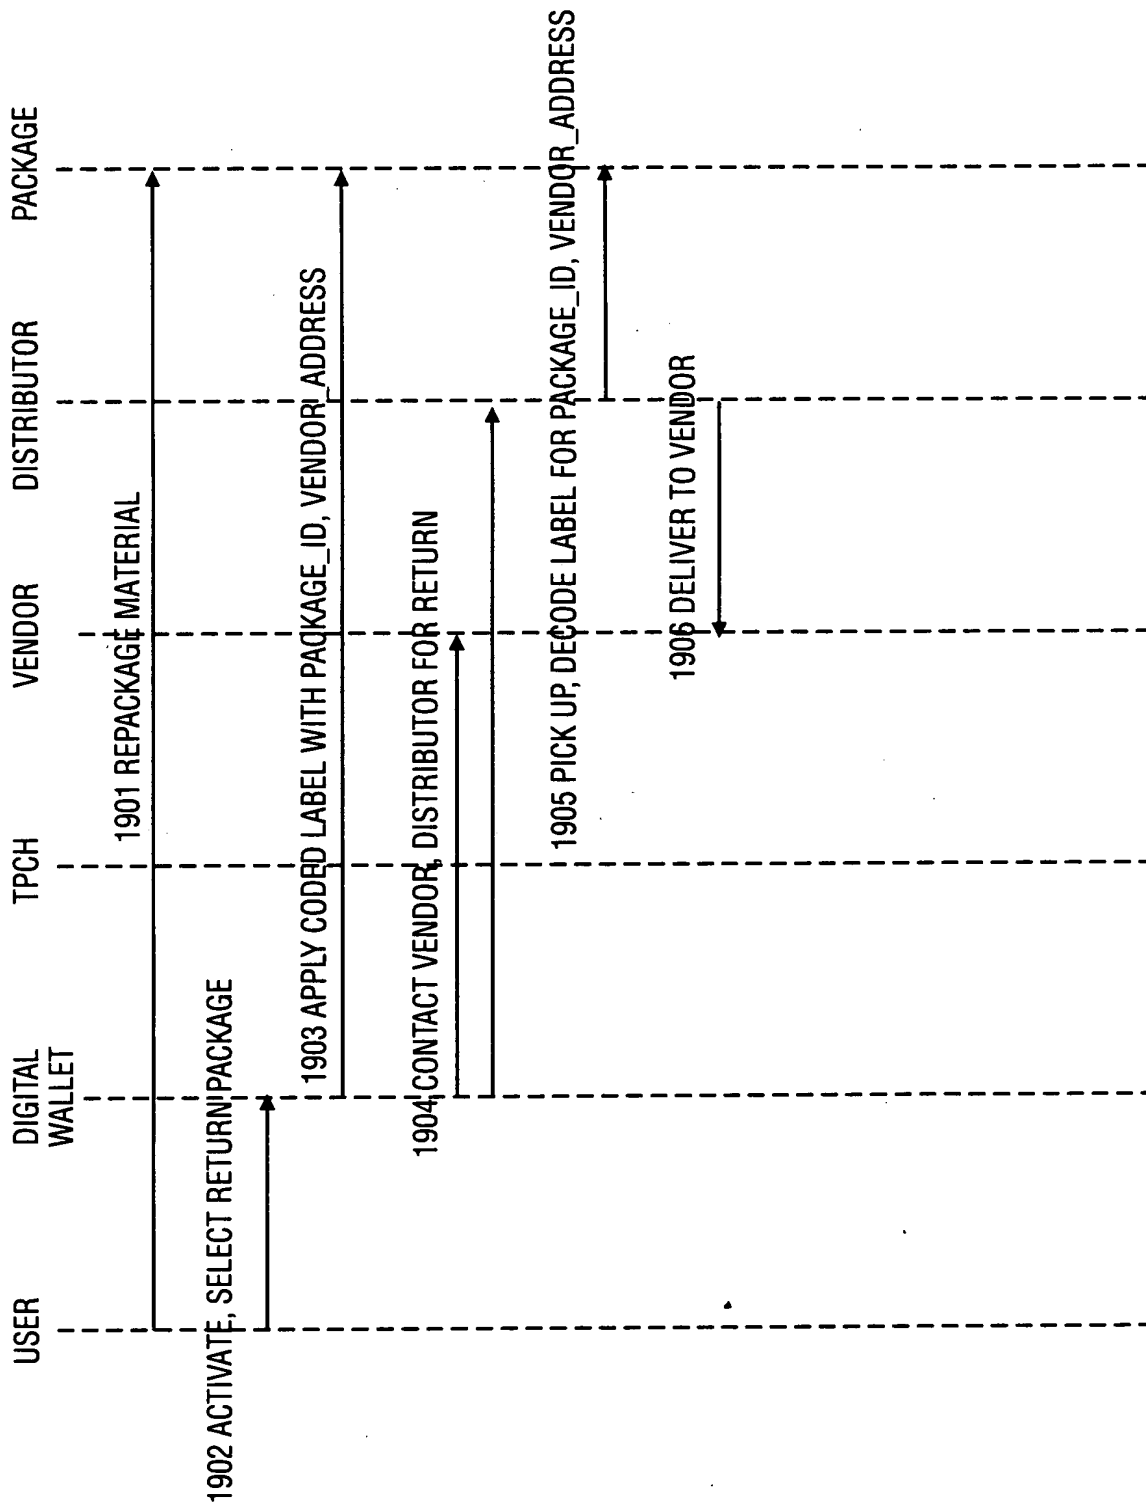 USER
DIGITAL
WALLET
TPCH
VENDOR
DISTRIBUTOR
PACKAGE
1901 REPACKAGE MATERIAL
1902 ACTIVATE, SELECT RETURN PACKAGE
1903 APPLY CODED LABEL WITH PACKAGE_ID, VENDOR_ADDRESS
1904 CONTACT VENDOR, DISTRIBUTOR FOR RETURN
1905 PICK UP, DECODE LABEL FOR PACKAGE_ID, VENDOR_ADDRESS
1906 DELIVER TO VENDOR